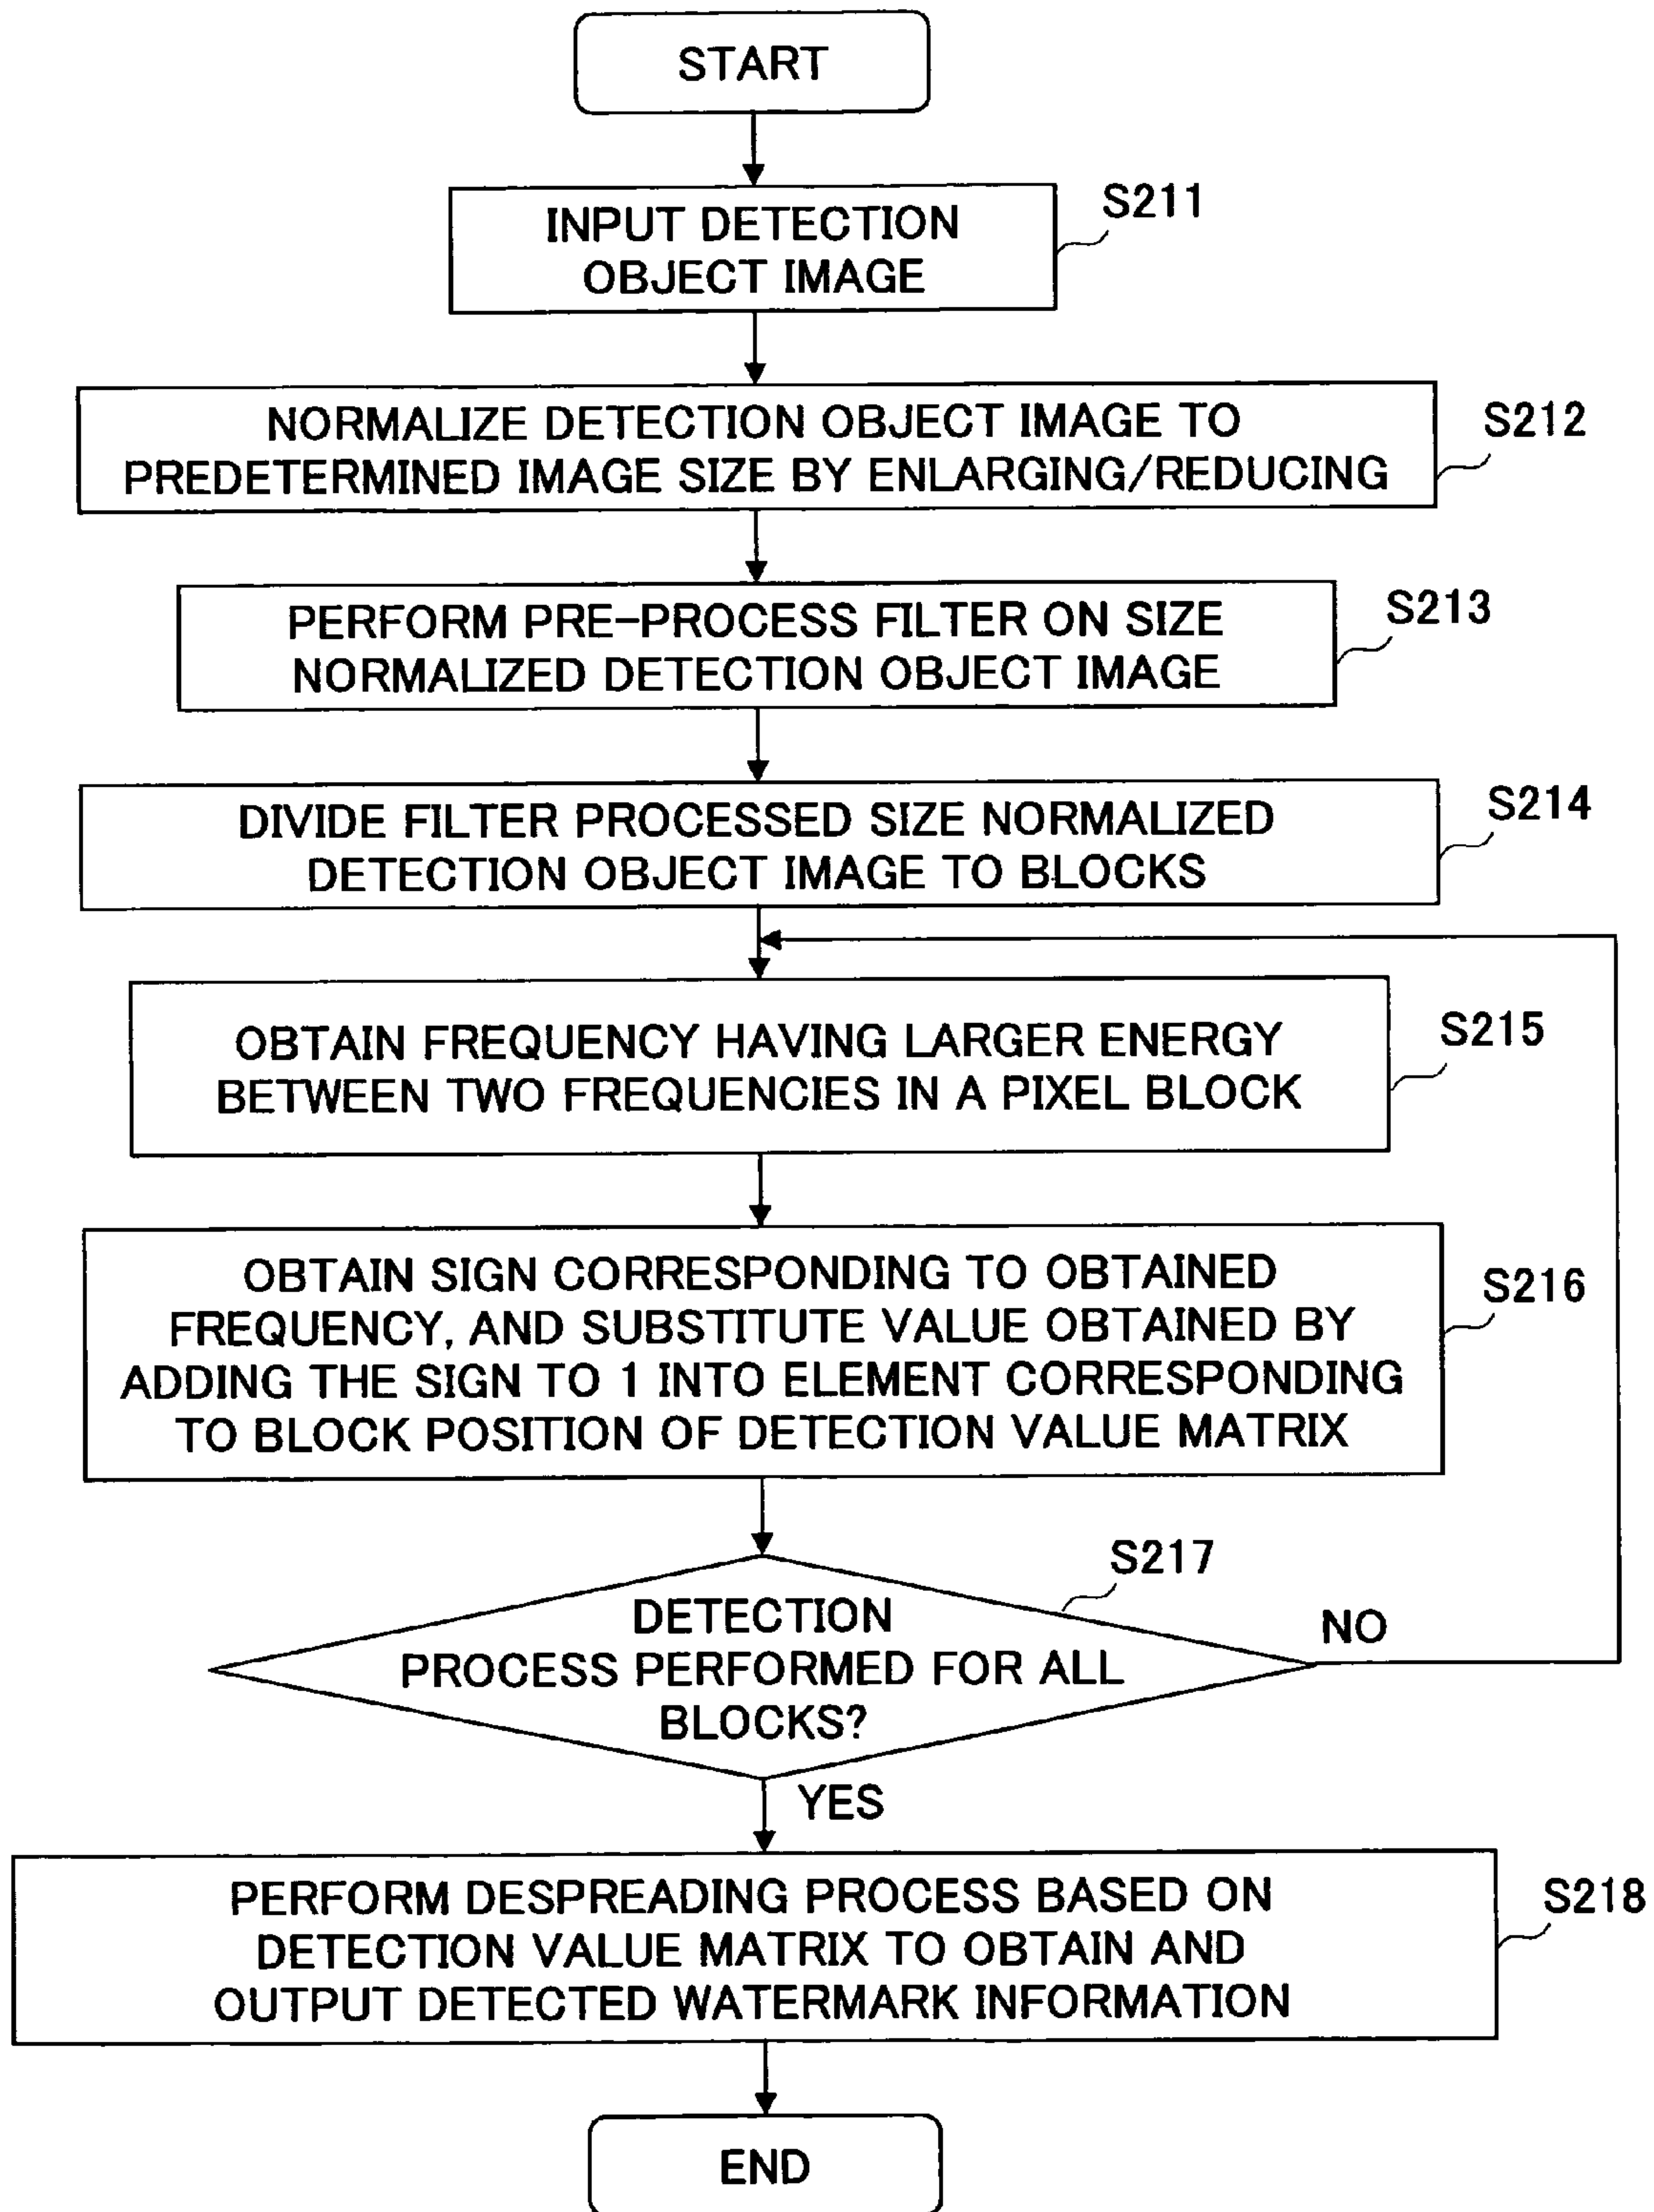 START
INPUT DETECTION
OBJECT IMAGE
S211
NORMALIZE DETECTION OBJECT IMAGE TO
PREDETERMINED IMAGE SIZE BY ENLARGING/REDUCING
S212
PERFORM PRE-PROCESS FILTER ON SIZE
NORMALIZED DETECTION OBJECT IMAGE
S213
DIVIDE FILTER PROCESSED SIZE NORMALIZED
DETECTION OBJECT IMAGE TO BLOCKS
S214
OBTAIN FREQUENCY HAVING LARGER ENERGY
BETWEEN TWO FREQUENCIES IN A PIXEL BLOCK
S215
OBTAIN SIGN CORRESPONDING TO OBTAINED
FREQUENCY, AND SUBSTITUTE VALUE OBTAINED BY
ADDING THE SIGN TO 1 INTO ELEMENT CORRESPONDING
TO BLOCK POSITION OF DETECTION VALUE MATRIX
S216
DETECTION
PROCESS PERFORMED FOR ALL
BLOCKS?
S217
NO
YES
PERFORM DESPREADING PROCESS BASED ON
DETECTION VALUE MATRIX TO OBTAIN AND
OUTPUT DETECTED WATERMARK INFORMATION
S218
END